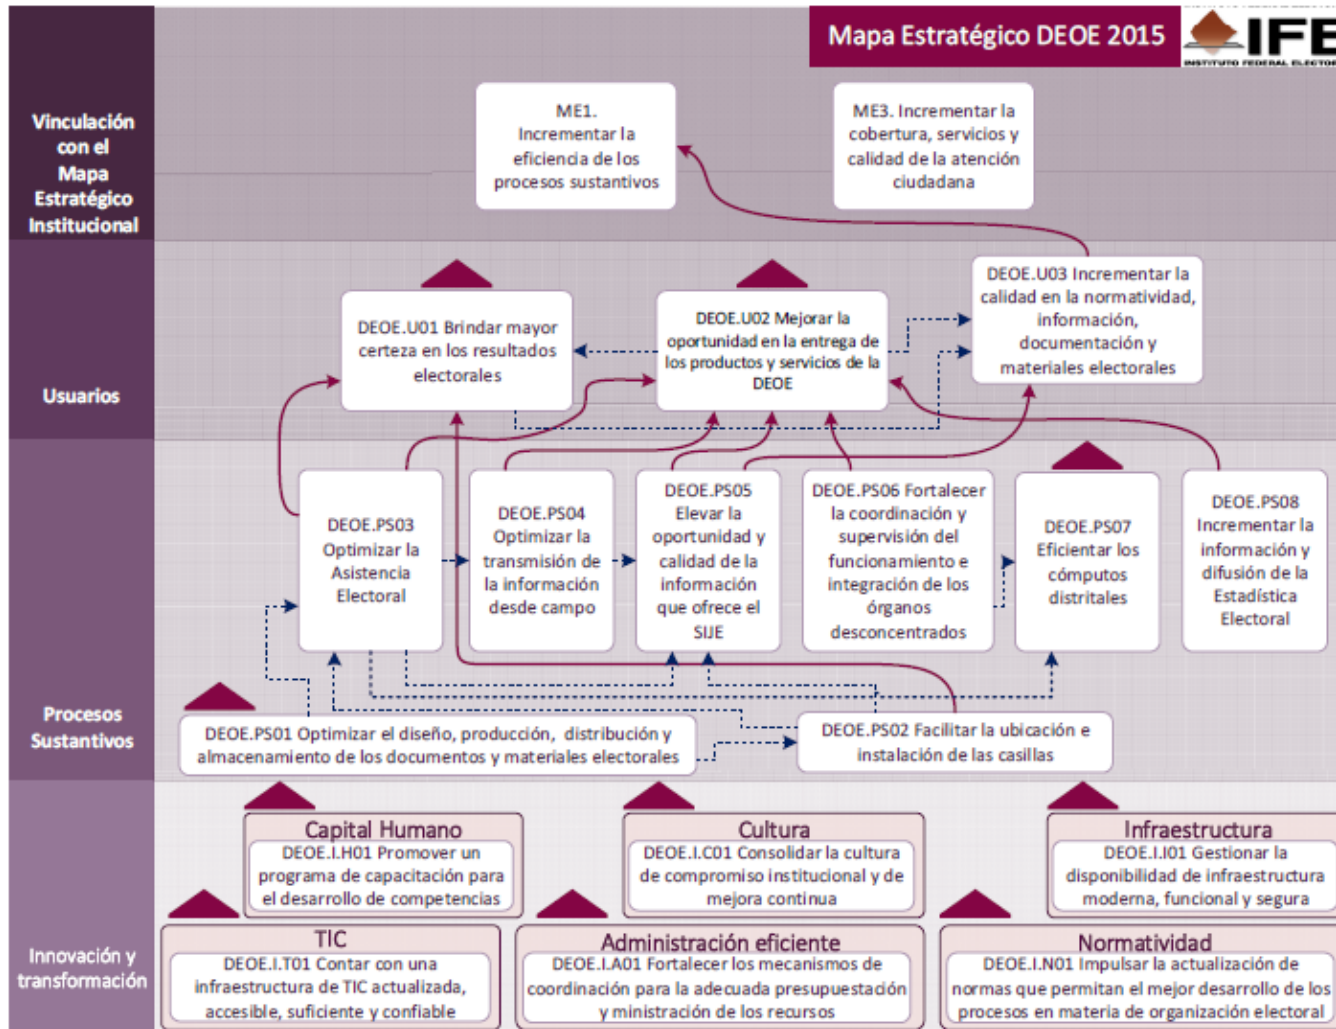 Mapa Estratégico DEOE 2015
IFE
INSTITUTO FEDERAL ELECTOR
Vinculación
con el
Mapa
Estratégico
Institucional
ME1.
Incrementar la
eficiencia de los
procesos sustantivos
ME3. Incrementar la
cobertura, servicios y
calidad de la atención
ciudadana
Usuarios
DEOE.U01 Brindar mayor
certeza en los resultados
electorales
DEOE.U02 Mejorar la
oportunidad en la entrega de
los productos y servicios de la
DEOE
DEOE.U03 Incrementar la
calidad en la normatividad,
información,
documentación y
materiales electorales
Procesos
Sustantivos
DEOE.PS03
Optimizar la
Asistencia
Electoral
DEOE.PS04
Optimizar la
transmisión de
la información
desde campo
DEOE.PS05
Elevar la
oportunidad y
calidad de la
información
que ofrece el
SIJE
DEOE.PS06 Fortalecer
la coordinación y
supervisión del
funcionamiento e
integración de los
órganos
desconcentrados
DEOE.PS07
Eficientar los
cómputos
distritales
DEOE.PS08
Incrementar la
información y
difusión de la
Estadística
Electoral
DEOE.PS01 Optimizar el diseño, producción, distribución y
almacenamiento de los documentos y materiales electorales
DEOE.PS02 Facilitar la ubicación e
instalación de las casillas
Innovación y
transformación
Capital Humano
DEOE.I.H01 Promover un
programa de capacitación para
el desarrollo de competencias
Cultura
DEOE.I.C01 Consolidar la cultura
de compromiso institucional y de
mejora continua
Infraestructura
DEOE.I.I01 Gestionar la
disponibilidad de infraestructura
moderna, funcional y segura
TIC
DEOE.I.T01 Contar con una
infraestructura de TIC actualizada,
accesible, suficiente y confiable
Administración eficiente
DEOE.I.A01 Fortalecer los mecanismos de
coordinación para la adecuada presupuestación
y ministración de los recursos
Normatividad
DEOE.I.N01 Impulsar la actualización de
normas que permitan el mejor desarrollo de los
procesos en materia de organización electoral